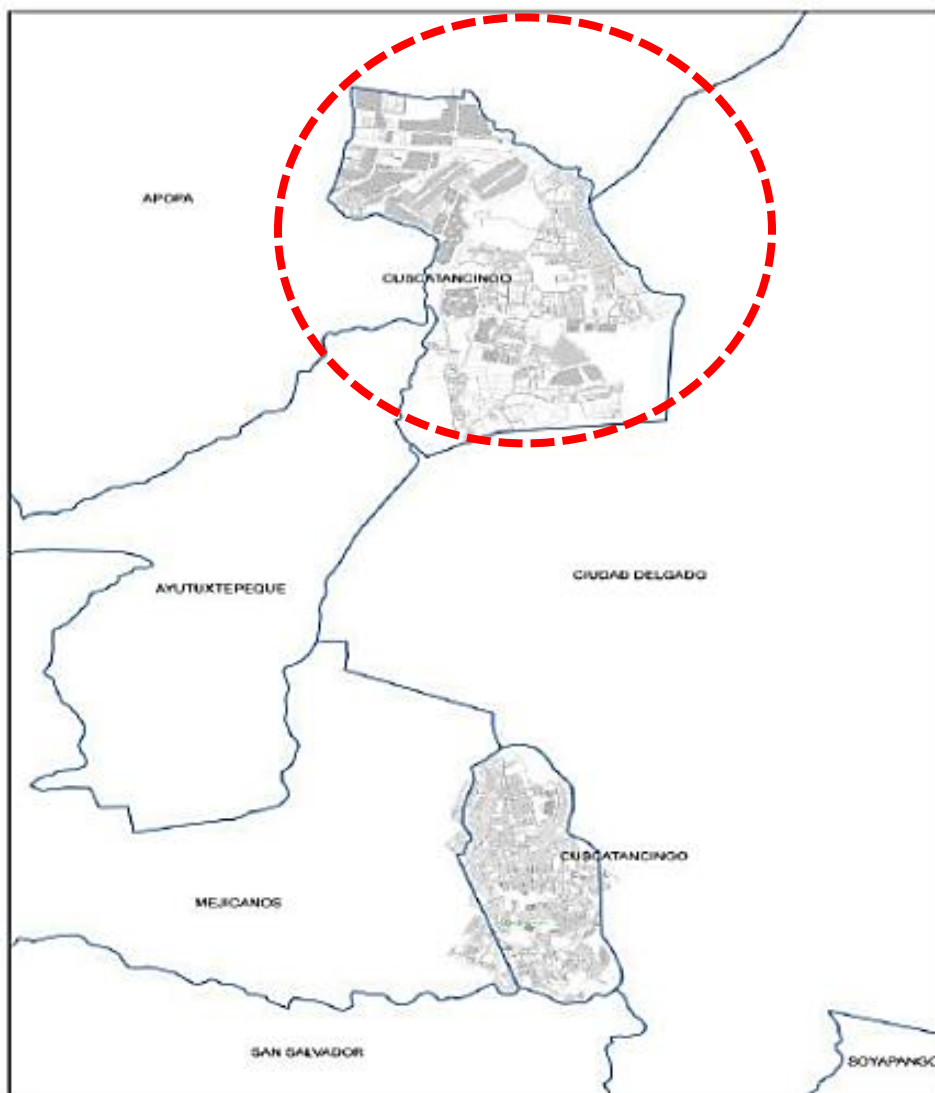 APOPA
CUSCATANCINGO
CIUDAD DELGADO
AYUTUXTEPEQUE
CUSCATANCINGO
MEJICANOS
SAN SALVADOR
SOYAPANGO